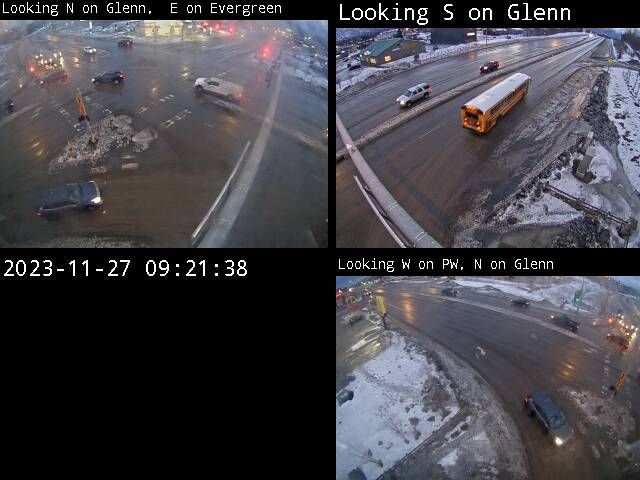 Looking N on Glenn,  E on Evergreen
Looking S on Glenn
2023-11-27 09:21:38
Looking W on PW, N on Glenn